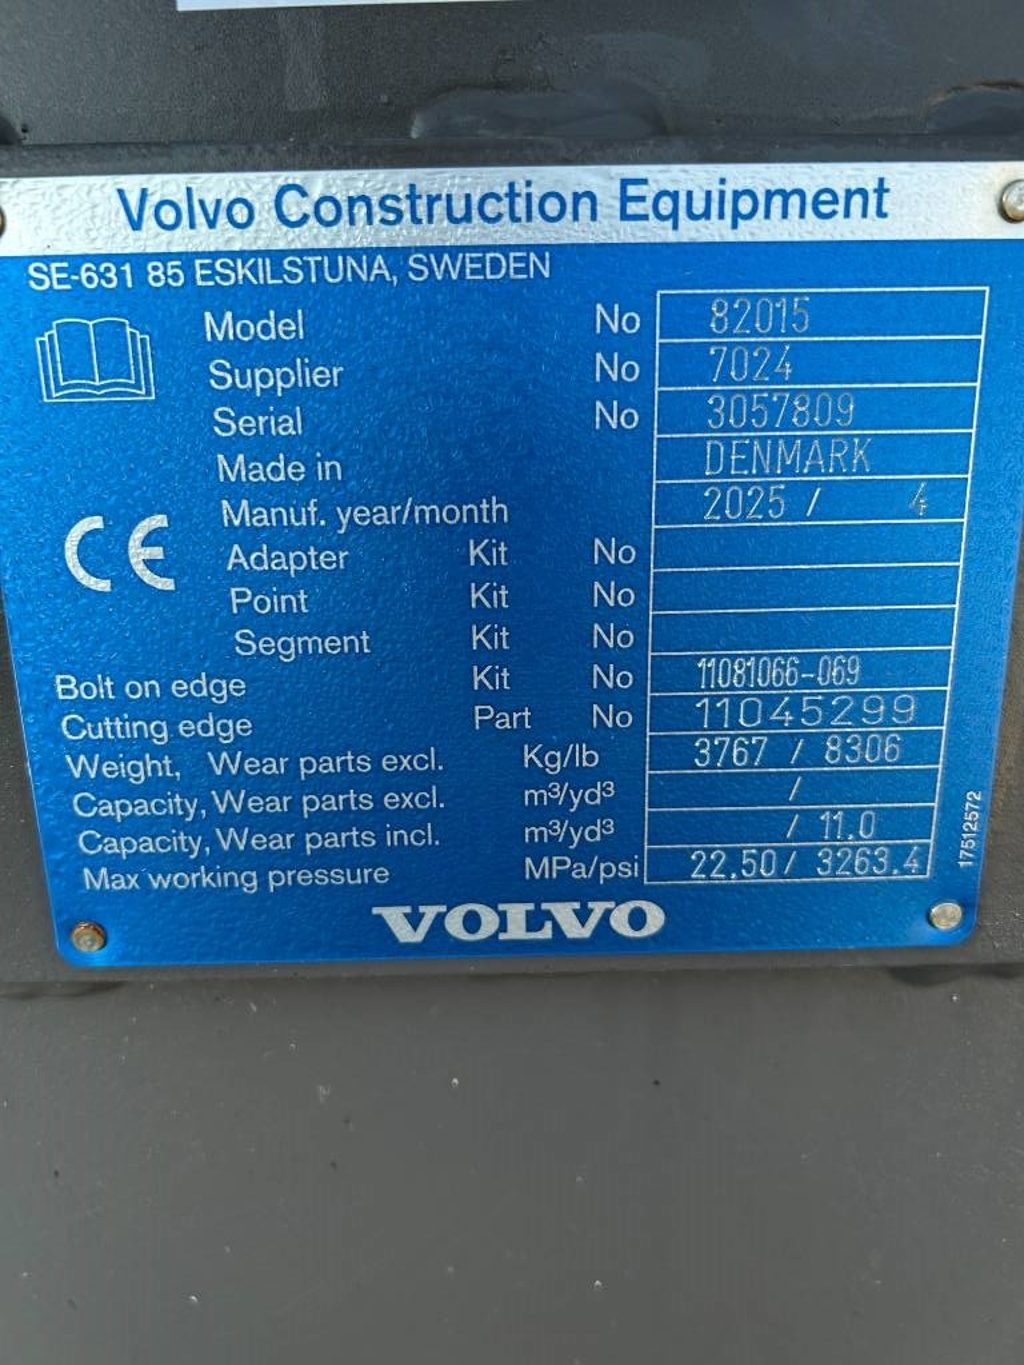 Volvo Construction Equipment
SE-631 85 ESKILSTUNA, SWEDEN
Model No 82015
Supplier No 7024
Serial No 3057809
Made in DENMARK
Manuf. year/month 2025 / 4
CE
Adapter Kit No
Point Kit No
Segment Kit No
Bolt on edge Kit No 11081066-069
Cutting edge Part No 11045299
Weight, Wear parts excl. Kg/lb 3767 / 8306
Capacity, Wear parts excl. m³/yd³ /
Capacity, Wear parts incl. m³/yd³ / 11.0
Max working pressure MPa/psi 22.50 / 3263.4
17512572
VOLVO